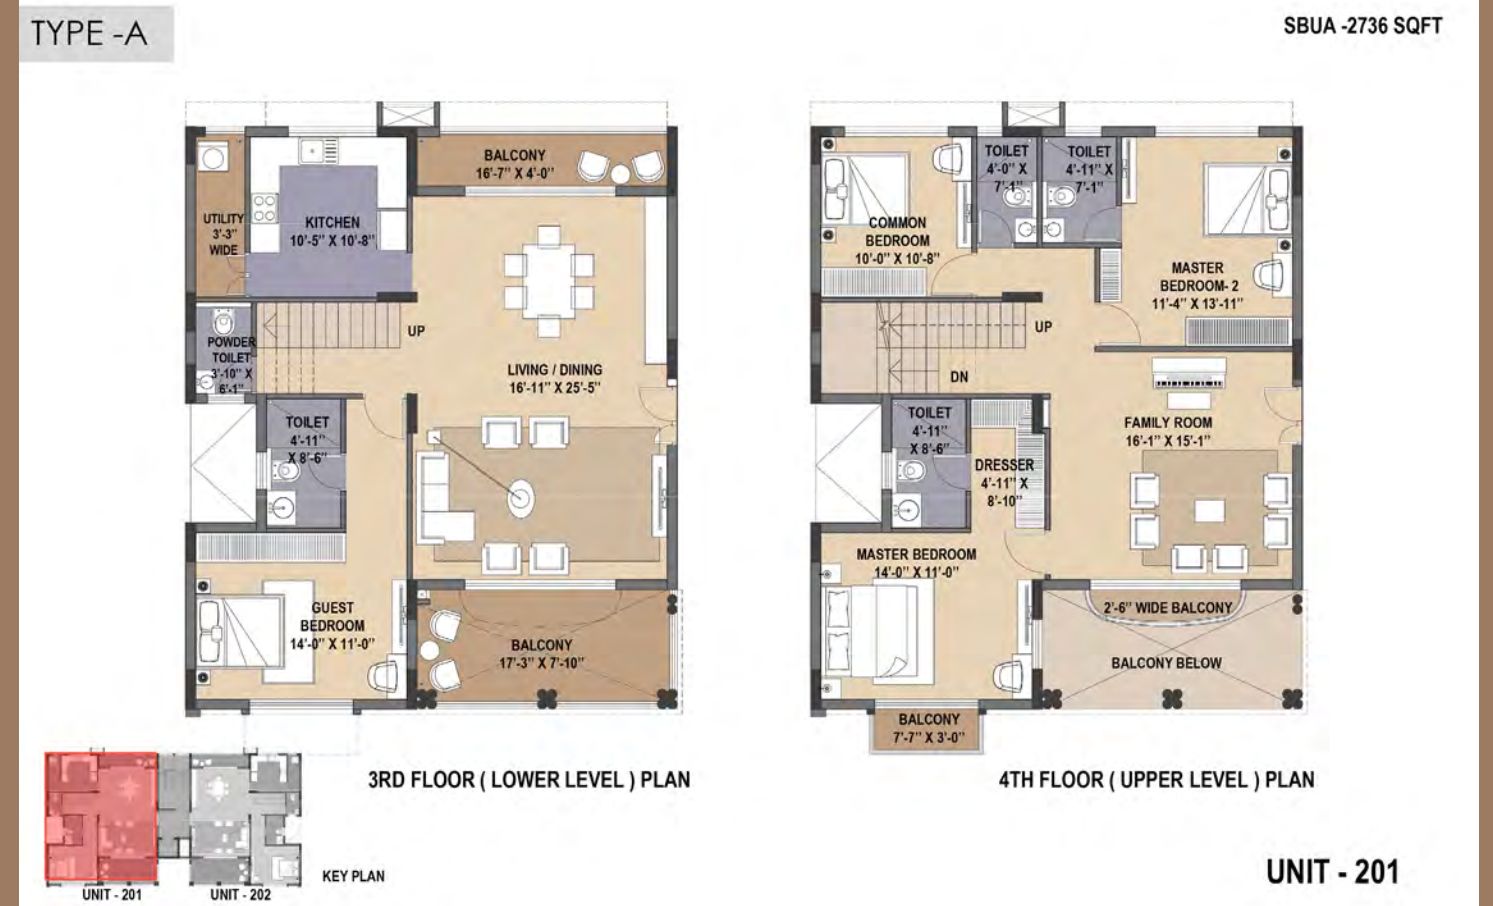 TYPE -A
SBUA -2736 SQFT
BALCONY
16'-7" X 4'-0"
UTILITY
3'-3"
WIDE
KITCHEN
10'-5" X 10'-8"
UP
POWDER
TOILET
3'-10" X
6'-1"
LIVING / DINING
16'-11" X 25'-5"
TOILET
4'-11"
X 8'-6"
GUEST
BEDROOM
14'-0" X 11'-0"
BALCONY
17'-3" X 7'-10"
3RD FLOOR ( LOWER LEVEL ) PLAN
TOILET
4'-0" X
7'-1"
TOILET
4'-11" X
7'-1"
COMMON
BEDROOM
10'-0" X 10'-8"
MASTER
BEDROOM- 2
11'-4" X 13'-11"
UP
DN
FAMILY ROOM
16'-1" X 15'-1"
TOILET
4'-11"
X 8'-6"
DRESSER
4'-11" X
8'-10"
MASTER BEDROOM
14'-0" X 11'-0"
2'-6" WIDE BALCONY
BALCONY BELOW
BALCONY
7'-7" X 3'-0"
4TH FLOOR ( UPPER LEVEL ) PLAN
KEY PLAN
UNIT - 201
UNIT - 202
UNIT - 201